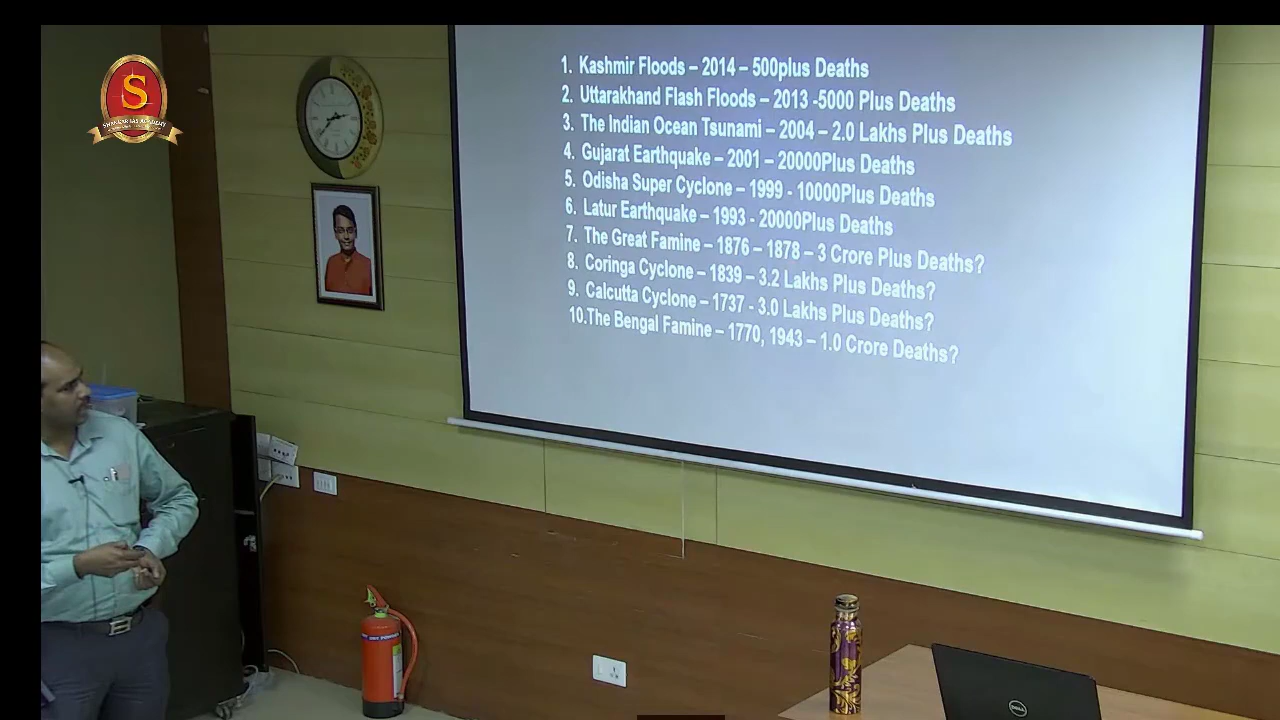 S
SHANKAR IAS ACADEMY
1. Kashmir Floods – 2014 – 500plus Deaths
2. Uttarakhand Flash Floods – 2013 -5000 Plus Deaths
3. The Indian Ocean Tsunami – 2004 – 2.0 Lakhs Plus Deaths
4. Gujarat Earthquake – 2001 – 20000Plus Deaths
5. Odisha Super Cyclone – 1999 - 10000Plus Deaths
6. Latur Earthquake – 1993 - 20000Plus Deaths
7. The Great Famine – 1876 – 1878 – 3 Crore Plus Deaths?
8. Coringa Cyclone – 1839 – 3.2 Lakhs Plus Deaths?
9. Calcutta Cyclone – 1737 - 3.0 Lakhs Plus Deaths?
10.The Bengal Famine – 1770, 1943 – 1.0 Crore Deaths?
DELL